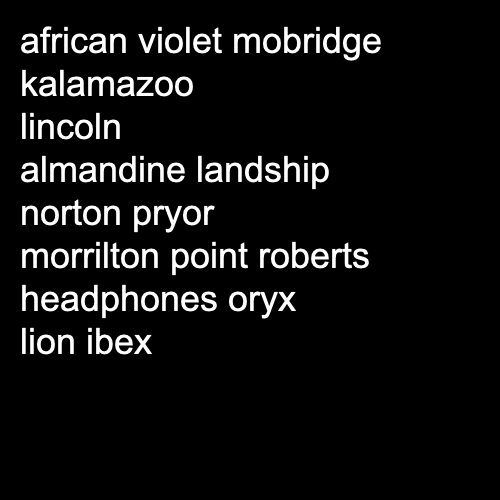 african violet mobridge
kalamazoo
lincoln
almandine landship
norton pryor
morrilton point roberts
headphones oryx
lion ibex